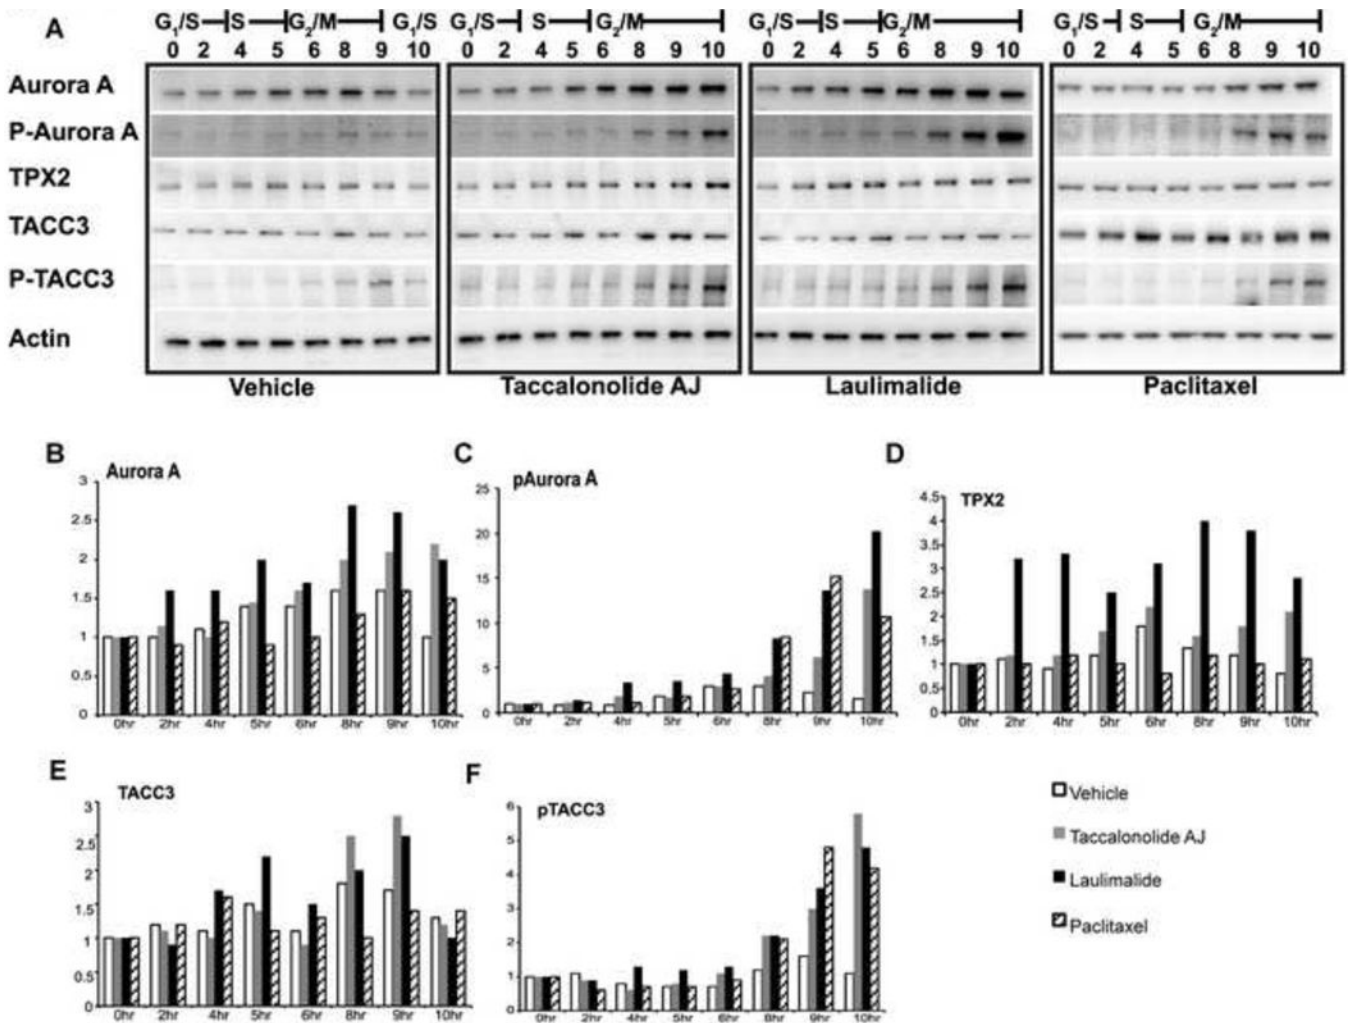 A
G1/S S G2/M G1/S
0 2 4 5 6 8 9 10
G1/S S G2/M
0 2 4 5 6 8 9 10
G1/S S G2/M
0 2 4 5 6 8 9 10
G1/S S G2/M
0 2 4 5 6 8 9 10
Aurora A
P-Aurora A
TPX2
TACC3
P-TACC3
Actin
Vehicle
Taccalonolide AJ
Laulimalide
Paclitaxel
B
Aurora A
3
2.5
2
1.5
1
0.5
0
0hr 2hr 4hr 5hr 6hr 8hr 9hr 10hr
C
pAurora A
25
20
15
10
5
0
0hr 2hr 4hr 5hr 6hr 8hr 9hr 10hr
D
TPX2
4.5
4
3.5
3
2.5
2
1.5
1
0.5
0
0hr 2hr 4hr 5hr 6hr 8hr 9hr 10hr
E
TACC3
3
2.5
2
1.5
1
0.5
0
0hr 2hr 4hr 5hr 6hr 8hr 9hr 10hr
F
pTACC3
6
5
4
3
2
1
0
0hr 2hr 4hr 5hr 6hr 8hr 9hr 10hr
Vehicle
Taccalonolide AJ
Laulimalide
Paclitaxel